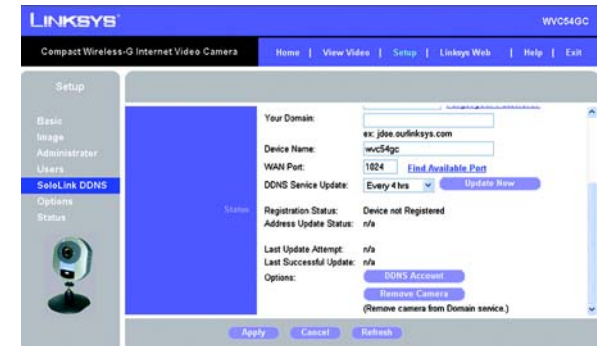 LINKSYS
WVC54GC
Compact Wireless-G Internet Video Camera
Home | View Video | Setup | Linksys Web | Help | Exit
Setup
Basic
Image
Administrator
Users
SoloLink DDNS
Options
Status
Your Domain:
ex: jdoe.ourlinksys.com
Device Name: wvc54gc
WAN Port: 1024 Find Available Port
DDNS Service Update: Every 4 hrs Update Now
Status
Registration Status: Device not Registered
Address Update Status: n/a
Last Update Attempt: n/a
Last Successful Update: n/a
Options: DDNS Account
Remove Camera
(Remove camera from Domain service.)
Apply Cancel Refresh